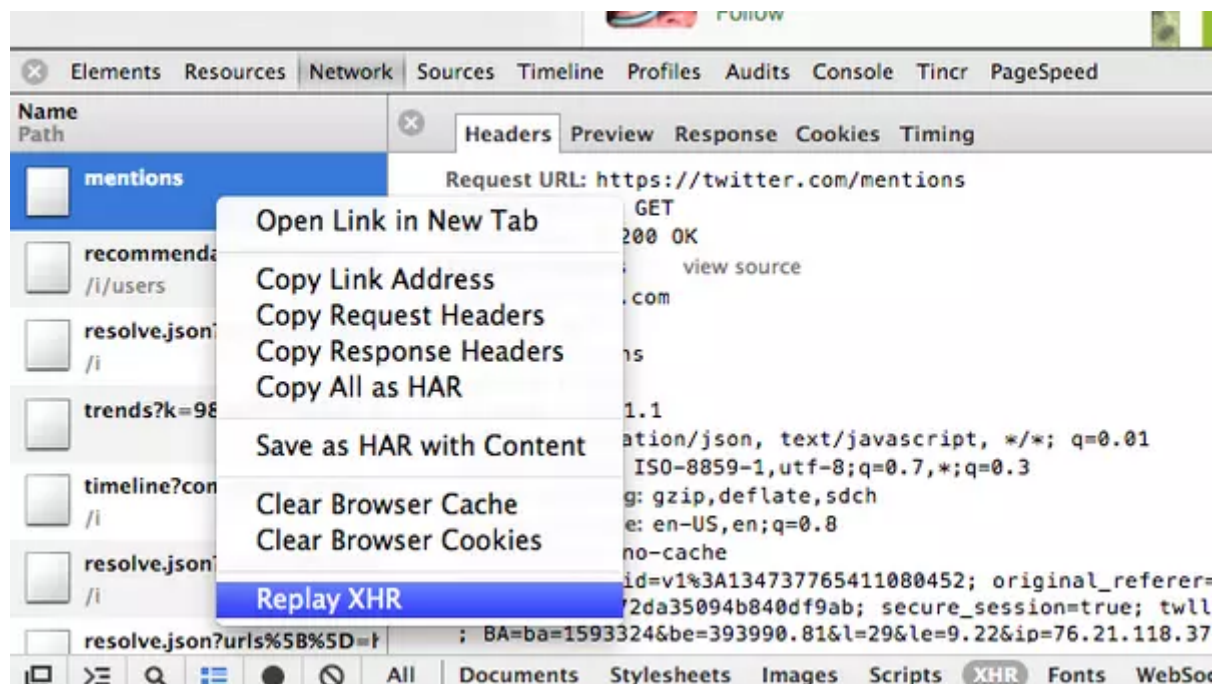 Follow
Elements Resources Network Sources Timeline Profiles Audits Console Tincr PageSpeed
Name
Path
Headers Preview Response Cookies Timing
mentions
Request URL: https://twitter.com/mentions
GET
200 OK
view source
.com
recommenda
/i/users
resolve.json?
/i
trends?k=98
timeline?con
/i
resolve.json?
/i
resolve.json?urls%5B%5D=
Open Link in New Tab
Copy Link Address
Copy Request Headers
Copy Response Headers
Copy All as HAR
Save as HAR with Content
Clear Browser Cache
Clear Browser Cookies
Replay XHR
ns
1.1
ation/json, text/javascript, */*; q=0.01
ISO-8859-1,utf-8;q=0.7,*;q=0.3
g: gzip,deflate,sdch
e: en-US,en;q=0.8
no-cache
id=v1%3A134737765411080452; original_referer=
72da35094b840df9ab; secure_session=true; twll
; BA=ba=1593324&be=393990.81&l=29&le=9.22&ip=76.21.118.37
All Documents Stylesheets Images Scripts XHR Fonts WebSoc